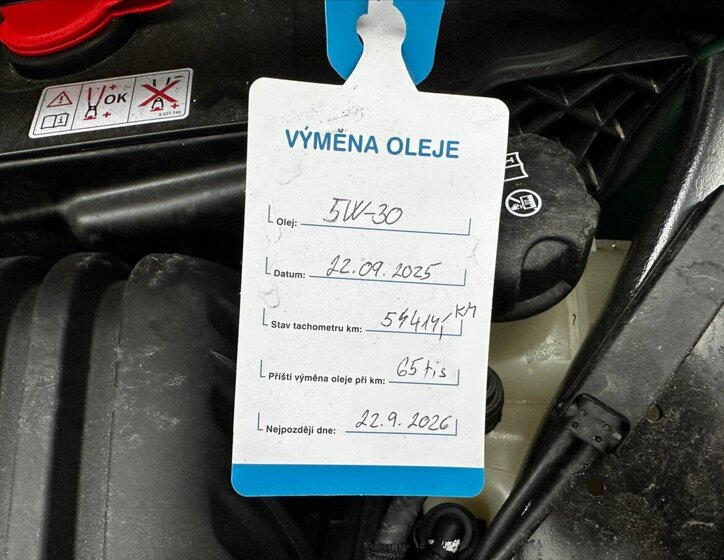 OK
VÝMĚNA OLEJE
Olej: 5W-30
Datum: 22.09.2025
Stav tachometru km: 54414,- KM
Příští výměna oleje při km: 65 tis
Nejpozději dne: 22.9.2026